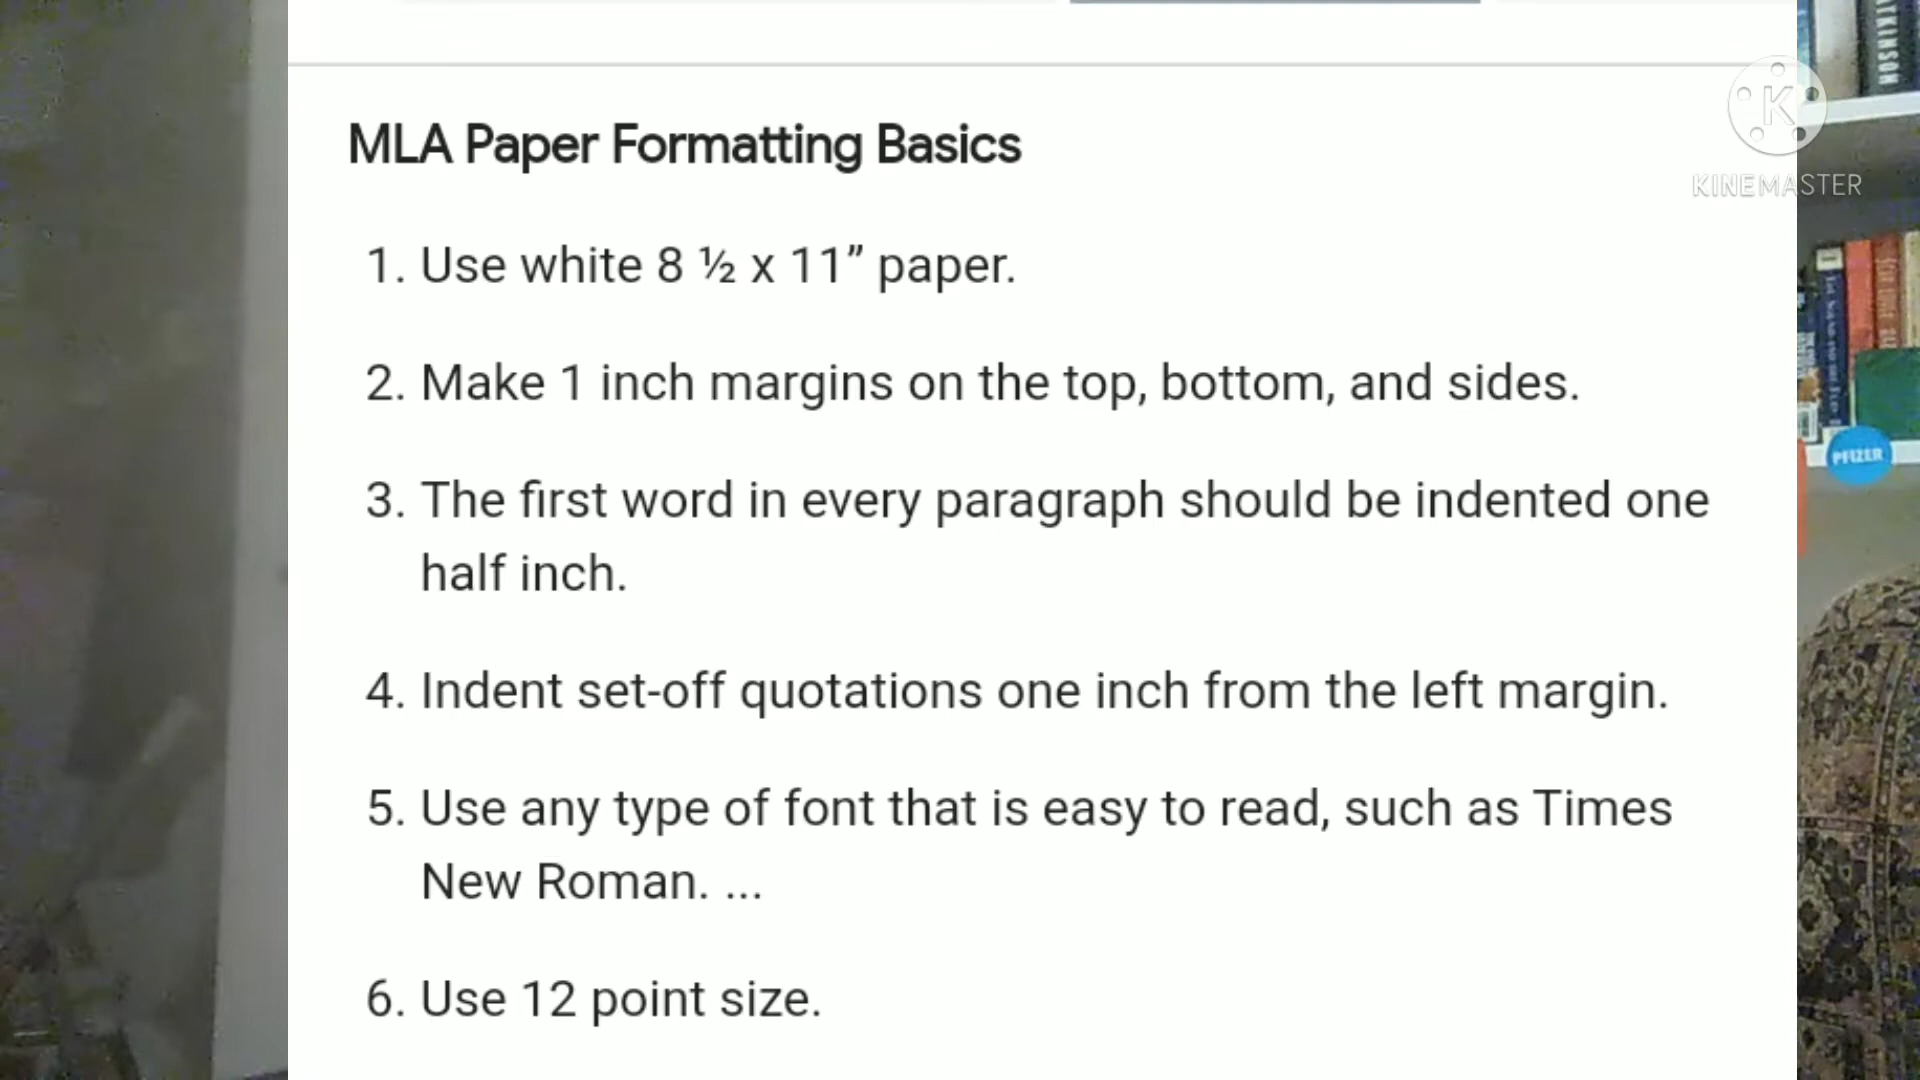 MLA Paper Formatting Basics
1. Use white 8 ½ x 11” paper.
2. Make 1 inch margins on the top, bottom, and sides.
3. The first word in every paragraph should be indented one
half inch.
4. Indent set-off quotations one inch from the left margin.
5. Use any type of font that is easy to read, such as Times
New Roman. ...
6. Use 12 point size.
K
KINEMASTER
PFIZER